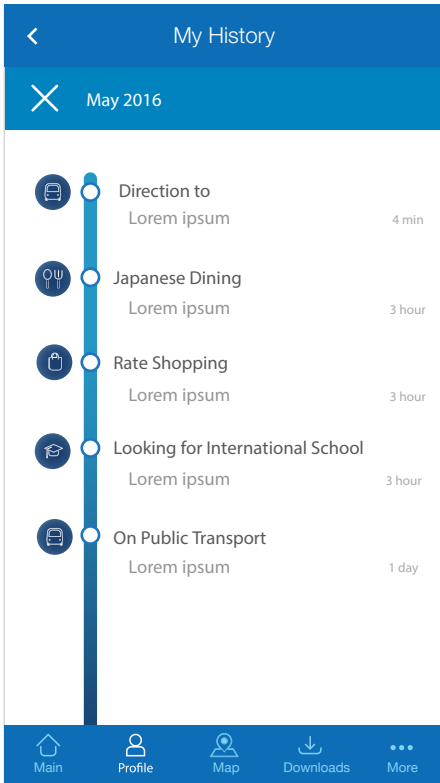 My History
May 2016
Direction to
Lorem ipsum
4 min
Japanese Dining
Lorem ipsum
3 hour
Rate Shopping
Lorem ipsum
3 hour
Looking for International School
Lorem ipsum
3 hour
On Public Transport
Lorem ipsum
1 day
Main Profile Map Downloads More